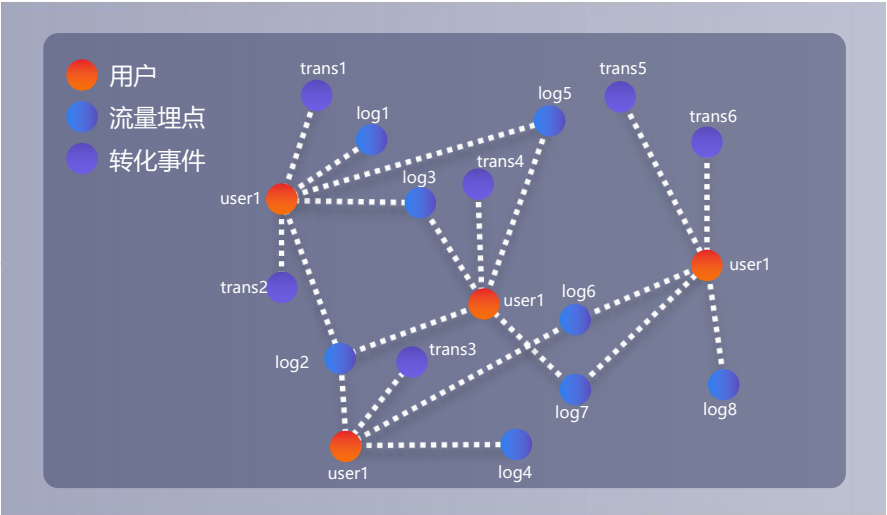 用户
流量埋点
转化事件
trans1
trans5
log5
log1
trans6
trans4
log3
user1
user1
trans2
log6
user1
trans3
log2
log7
log8
user1
log4